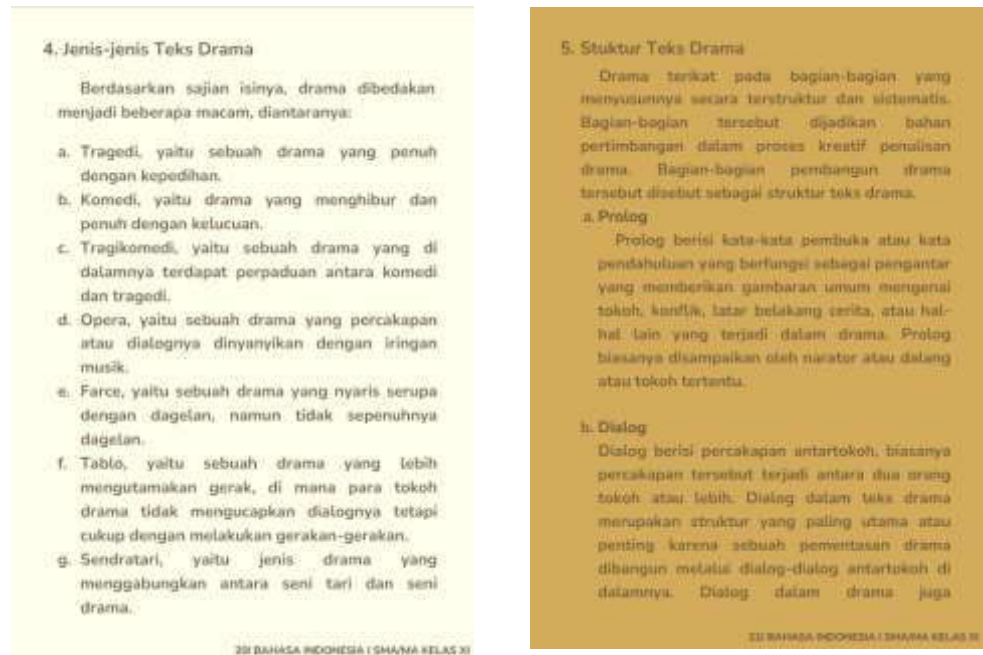 4. Jenis-jenis Teks Drama
Berdasarkan sajian isinya, drama dibedakan
menjadi beberapa macam, diantaranya:
a. Tragedi, yaitu sebuah drama yang penuh
dengan kepedihan.
b. Komedi, yaitu drama yang menghibur dan
penuh dengan kelucuan.
c. Tragikomedi, yaitu sebuah drama yang di
dalamnya terdapat perpaduan antara komedi
dan tragedi.
d. Opera, yaitu sebuah drama yang percakapan
atau dialognya dinyanyikan dengan iringan
musik.
e. Farce, yaitu sebuah drama yang nyaris serupa
dengan dagelan, namun tidak sepenuhnya
dagelan.
f. Tablo, yaitu sebuah drama yang lebih
mengutamakan gerak, di mana para tokoh
drama tidak mengucapkan dialognya tetapi
cukup dengan melakukan gerakan-gerakan.
g. Sendratari, yaitu jenis drama yang
menggabungkan antara seni tari dan seni
drama.
BAHASA INDONESIA | SMA/MA KELAS XI
5. Stuktur Teks Drama
Drama terikat pada bagian-bagian yang
menyusunnya secara terstruktur dan sistematis.
Bagian-bagian tersebut dijadikan bahan
pertimbangan dalam proses kreatif penulisan
drama. Bagian-bagian pembangun drama
tersebut disebut sebagai struktur teks drama.
a. Prolog
Prolog berisi kata-kata pembuka atau kata
pendahuluan yang berfungsi sebagai pengantar
yang memberikan gambaran umum mengenai
tokoh, konflik, latar belakang cerita, atau hal-
hal lain yang terjadi dalam drama. Prolog
biasanya disampaikan oleh narator atau dalang
atau tokoh tertentu.
b. Dialog
Dialog berisi percakapan antartokoh, biasanya
percakapan tersebut terjadi antara dua orang
tokoh atau lebih. Dialog dalam teks drama
merupakan struktur yang paling utama atau
penting karena sebuah pementasan drama
dibangun melalui dialog-dialog antartokoh di
dalamnya. Dialog dalam drama juga
BAHASA INDONESIA | SMA/MA KELAS XI